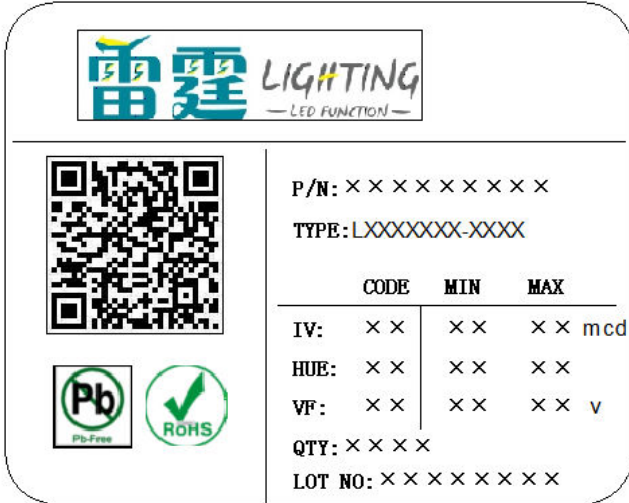 雷霆 LIGHTING
—LED FUNCTION—
P/N:×××××××××
TYPE:LXXXXXXX-XXXX
CODE MIN MAX
IV: ×× ×× ×× mcd
HUE: ×× ×× ××
VF: ×× ×× ×× v
QTY:××××
LOT NO:××××××××
Pb
Pb-Free
ROHS